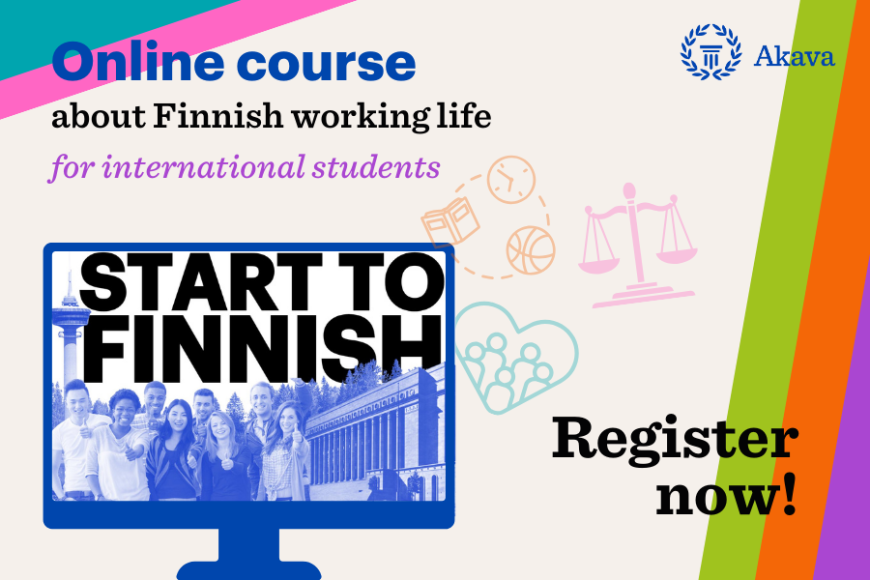 Online course
Akava
about Finnish working life
for international students
START TO
FINNISH
Register
now!